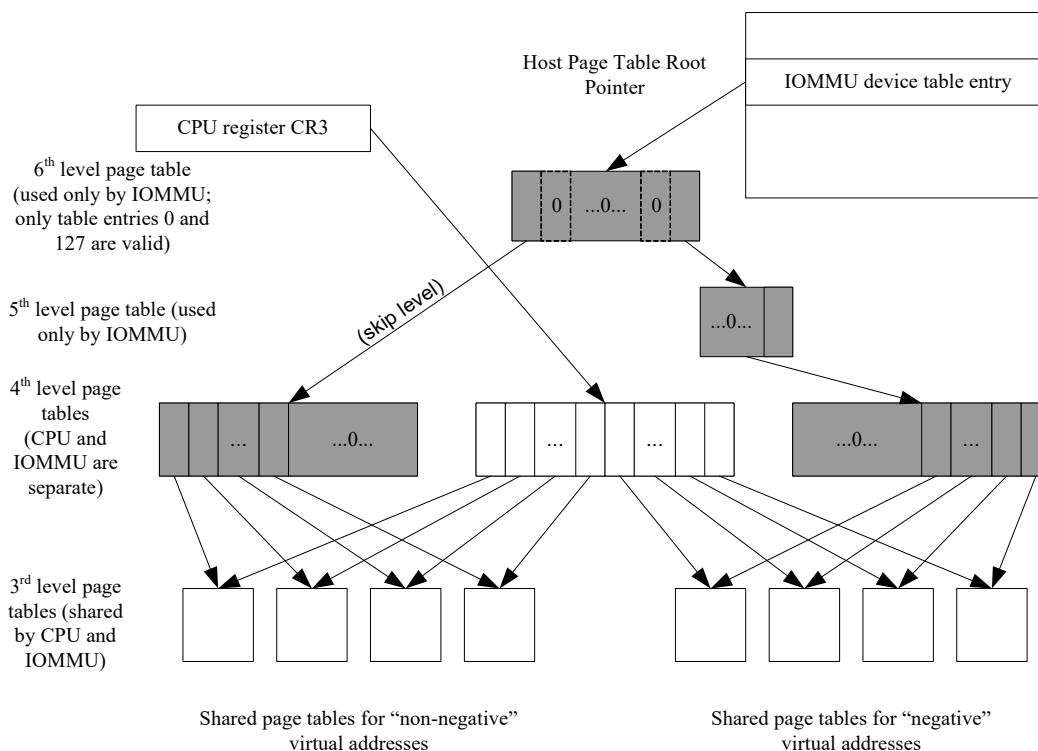 Host Page Table Root
Pointer
IOMMU device table entry
CPU register CR3
6th level page table
(used only by IOMMU;
only table entries 0 and
127 are valid)
0 ...0... 0
5th level page table (used
only by IOMMU)
(skip level)
...0...
4th level page
tables
(CPU and
IOMMU are
separate)
... ...0...
... ...
...0... ...
3rd level page
tables (shared
by CPU and
IOMMU)
Shared page tables for “non-negative”
virtual addresses
Shared page tables for “negative”
virtual addresses